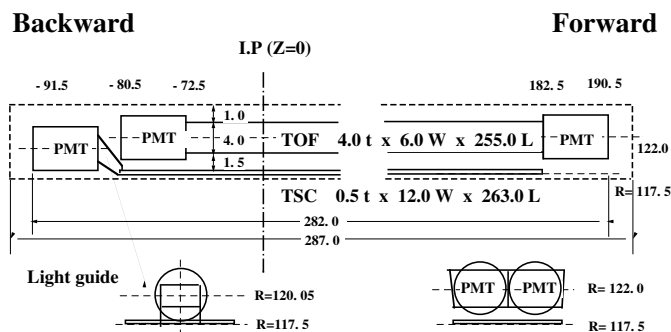 Backward
Forward
I.P (Z=0)
- 91.5
- 80.5
- 72.5
182. 5
190. 5
1. 0
PMT
PMT
4. 0
TOF 4.0 t x 6.0 W x 255.0 L
PMT
122.0
1. 5
TSC 0.5 t x 12.0 W x 263.0 L
R= 117. 5
282. 0
287. 0
Light guide
R=120. 05
R=117. 5
PMT
PMT
R= 122. 0
R= 117. 5